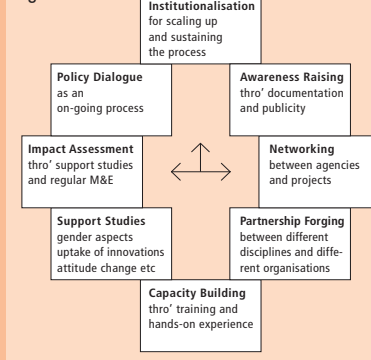 Institutionalisation
for scaling up
and sustaining
the process
Policy Dialogue
as an
on-going process
Awareness Raising
thro' documentation
and publicity
Impact Assessment
thro' support studies
and regular M&E
Networking
between agencies
and projects
Support Studies
gender aspects
uptake of innovations
attitude change etc
Partnership Forging
between different
disciplines and diffe-
rent organisations
Capacity Building
thro' training and
hands-on experience